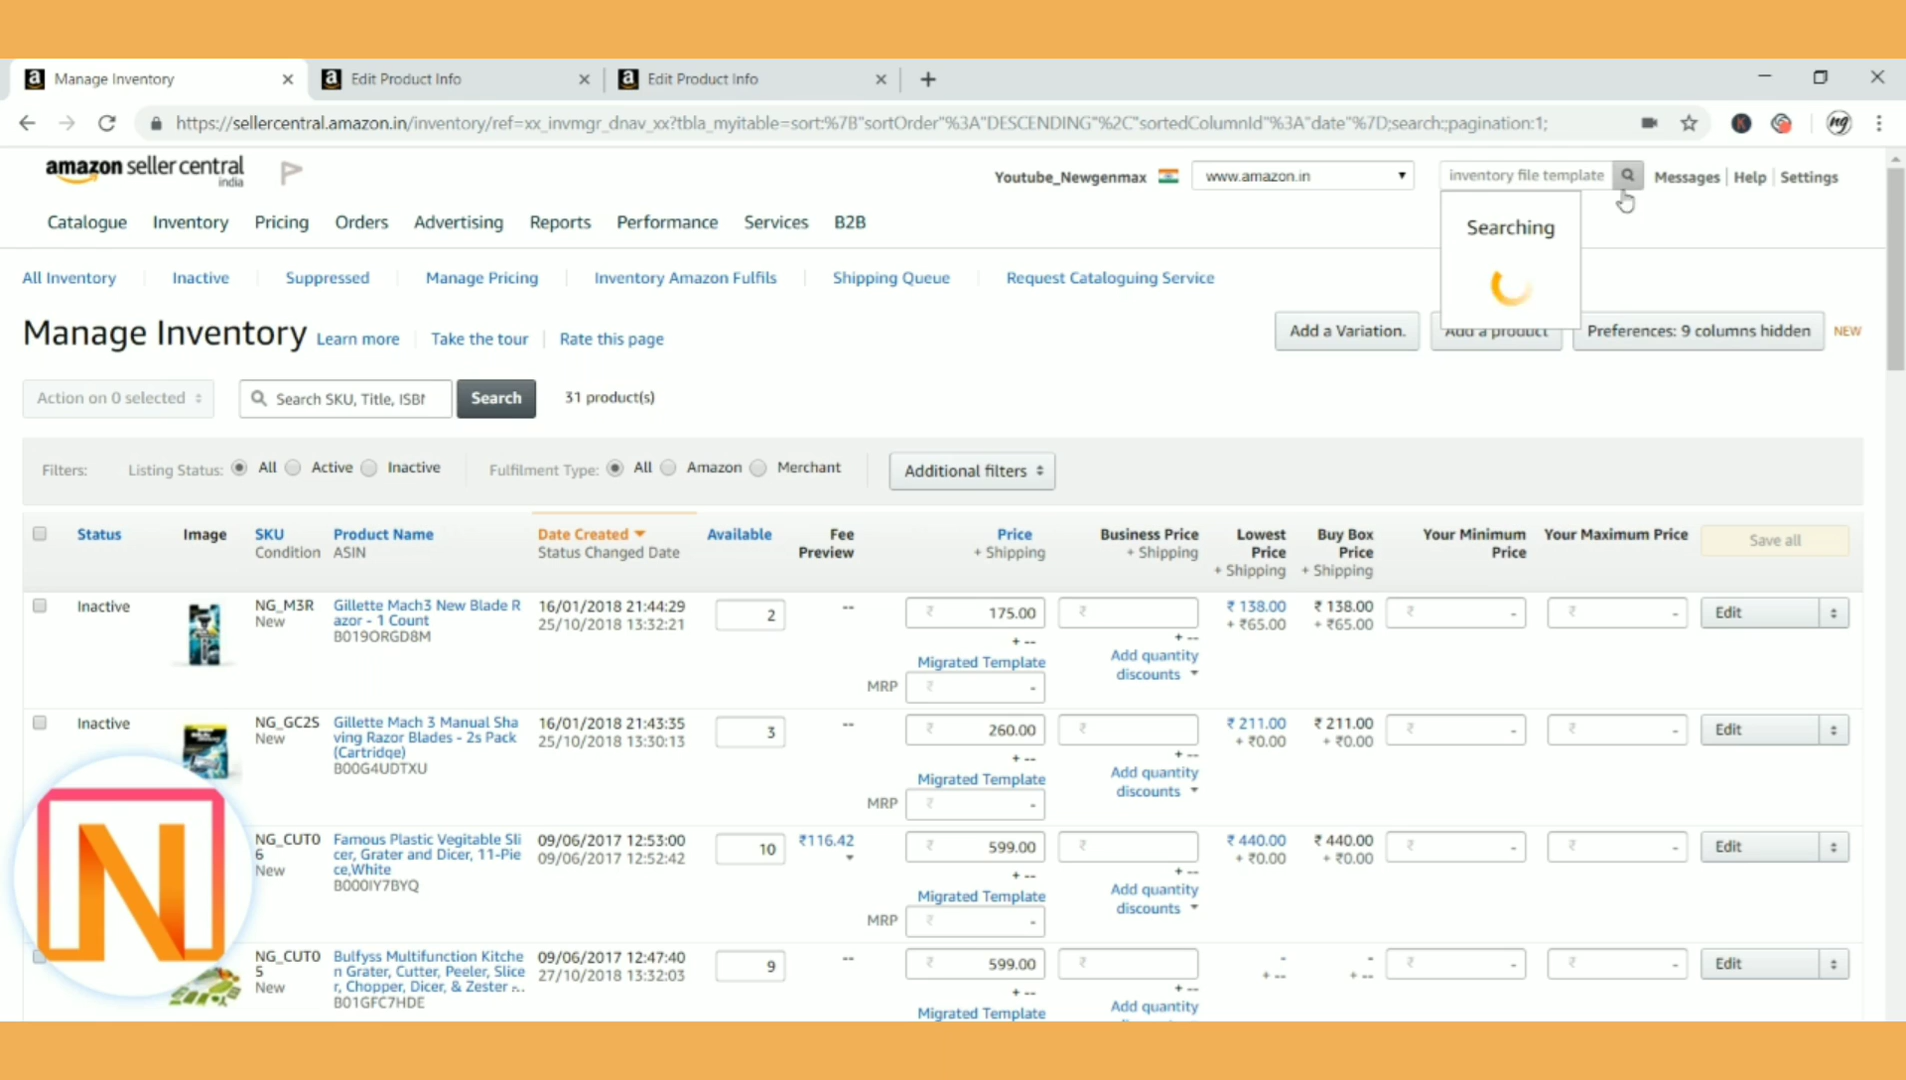 Manage Inventory
Edit Product Info
Edit Product Info
https://sellercentral.amazon.in/inventory/ref=xx_invmgr_dnav_xx?tbla_myitable=sort:%7B"sortOrder"%3A"DESCENDING"%2C"sortedColumnId"%3A"date"%7D;search:;pagination:1;
amazon seller central
india
Youtube_Newgenmax
www.amazon.in
inventory file template
Messages | Help | Settings
Searching
Catalogue Inventory Pricing Orders Advertising Reports Performance Services B2B
All Inventory Inactive Suppressed Manage Pricing Inventory Amazon Fulfils Shipping Queue Request Cataloguing Service
Manage Inventory Learn more Take the tour Rate this page
Add a Variation. Add a product Preferences: 9 columns hidden NEW
Action on 0 selected
Search SKU, Title, ISBN
Search
31 product(s)
Filters: Listing Status: All Active Inactive Fulfilment Type: All Amazon Merchant Additional filters
Status Image SKU Product Name Date Created Available Fee Price Business Price Lowest Buy Box Your Minimum Your Maximum Price Save all
Condition ASIN Status Changed Date Preview + Shipping + Shipping Price Price Price
+ Shipping + Shipping
Inactive NG_M3R Gillette Mach3 New Blade R 16/01/2018 21:44:29 2 -- ₹ 175.00 ₹ ₹ 138.00 ₹ 138.00 ₹ - ₹ - Edit
New azor - 1 Count 25/10/2018 13:32:21 + ₹65.00 + ₹65.00
B019ORGD8M + -- + --
Migrated Template Add quantity
MRP ₹ - discounts
Inactive NG_GC2S Gillette Mach 3 Manual Sha 16/01/2018 21:43:35 3 -- ₹ 260.00 ₹ ₹ 211.00 ₹ 211.00 ₹ - ₹ - Edit
New ving Razor Blades - 2s Pack 25/10/2018 13:30:13 + ₹0.00 + ₹0.00
(Cartridge) + -- + --
B00G4UDTXU Migrated Template Add quantity
MRP ₹ - discounts
NG_CUT0 Famous Plastic Vegitable Sli 09/06/2017 12:53:00 10 ₹116.42 ₹ 599.00 ₹ ₹ 440.00 ₹ 440.00 ₹ - ₹ - Edit
6 cer, Grater and Dicer, 11-Pie 09/06/2017 12:52:42 + ₹0.00 + ₹0.00
New ce,White + -- + --
B000IY7BYQ Migrated Template Add quantity
MRP ₹ - discounts
NG_CUT0 Bulfyss Multifunction Kitche 09/06/2017 12:47:40 9 -- ₹ 599.00 ₹ - - ₹ - ₹ - Edit
5 n Grater, Cutter, Peeler, Slice 27/10/2018 13:32:03 + -- + --
New r, Chopper, Dicer, & Zester -.. + -- + --
B01GFC7HDE Migrated Template Add quantity
N